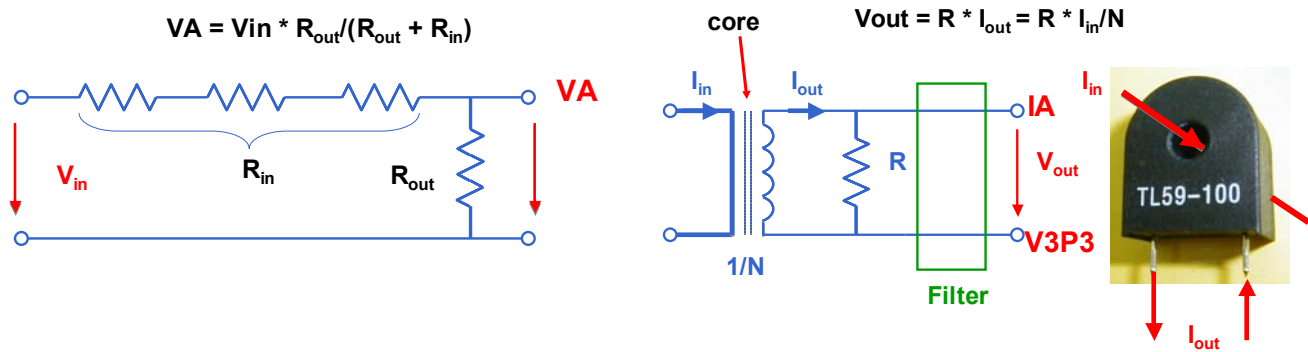 VA = Vin * Rout/(Rout + Rin)
VA
Vin
Rin
Rout
Vout = R * Iout = R * Iin/N
core
Iin
Iout
IA
R
Vout
V3P3
1/N
Filter
Iin
TL59-100
Iout